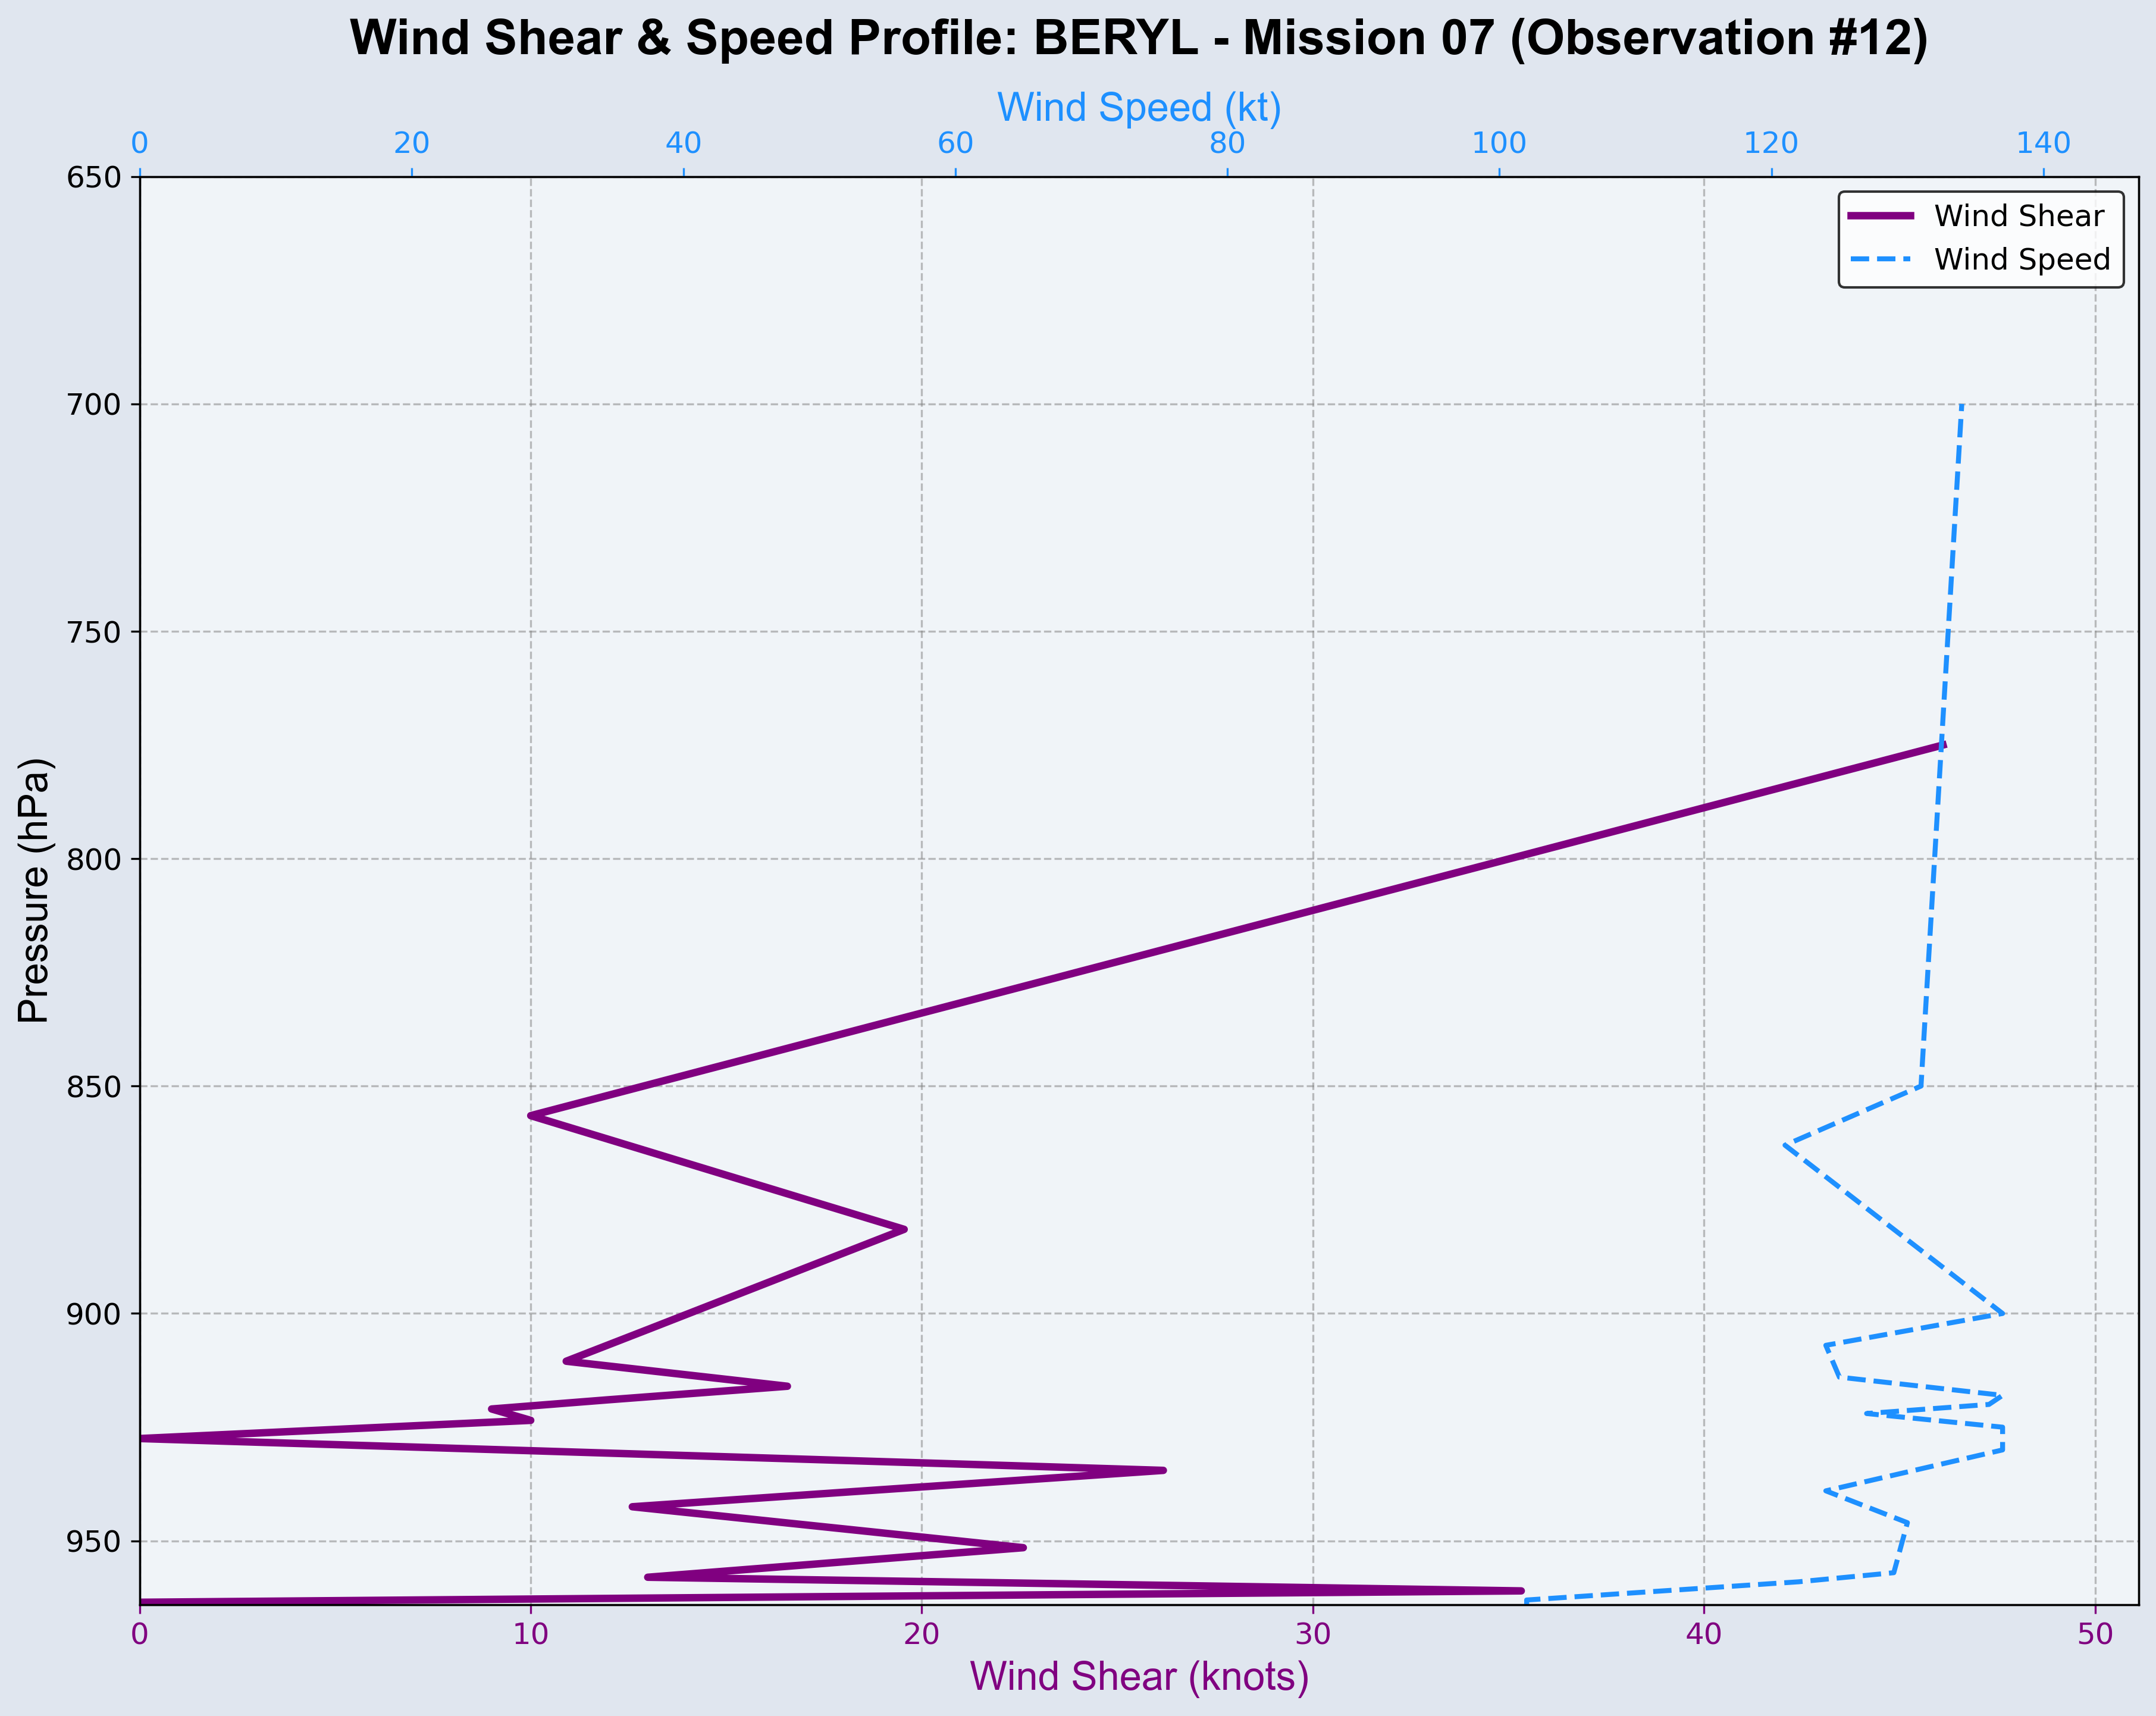 Wind Shear & Speed Profile: BERYL - Mission 07 (Observation #12)
Wind Speed (kt)
0 20 40 60 80 100 120 140
Wind Shear
Wind Speed
Pressure (hPa)
650
700
750
800
850
900
950
0 10 20 30 40 50
Wind Shear (knots)